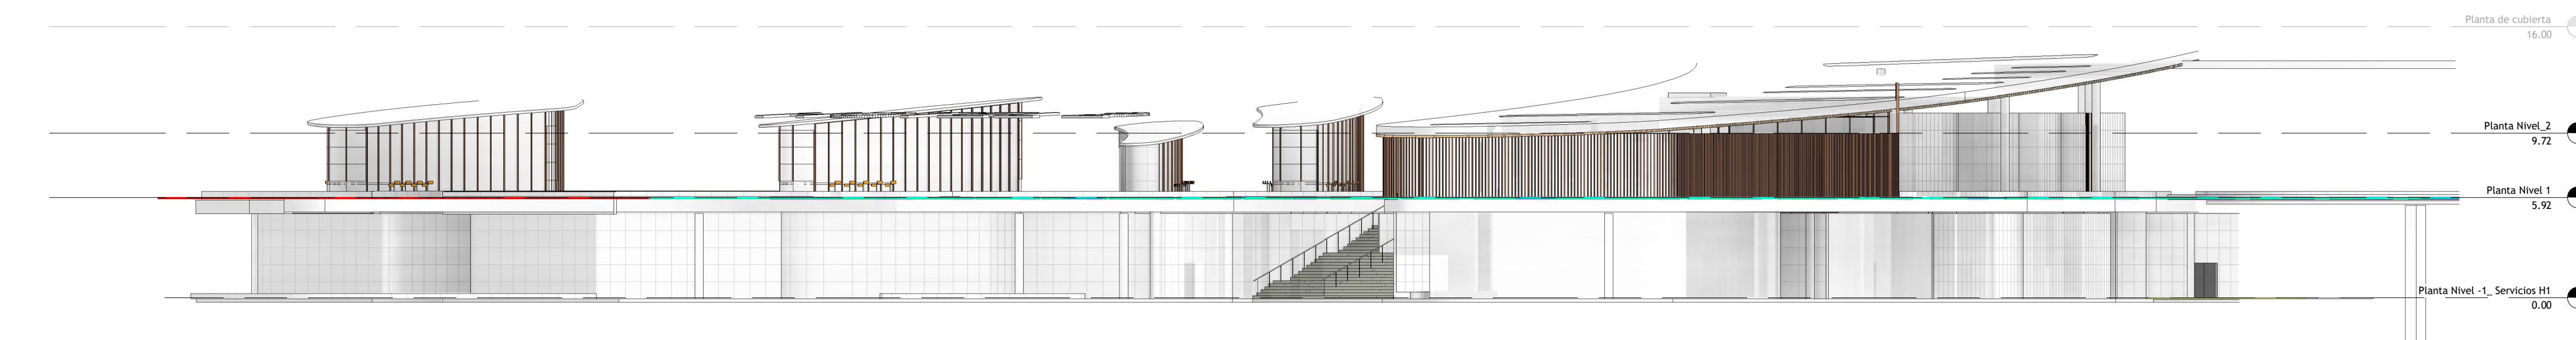 Planta de cubierta
16.00
Planta Nivel_2
9.72
Planta Nivel 1
5.92
Planta Nivel -1_ Servicios H1
0.00